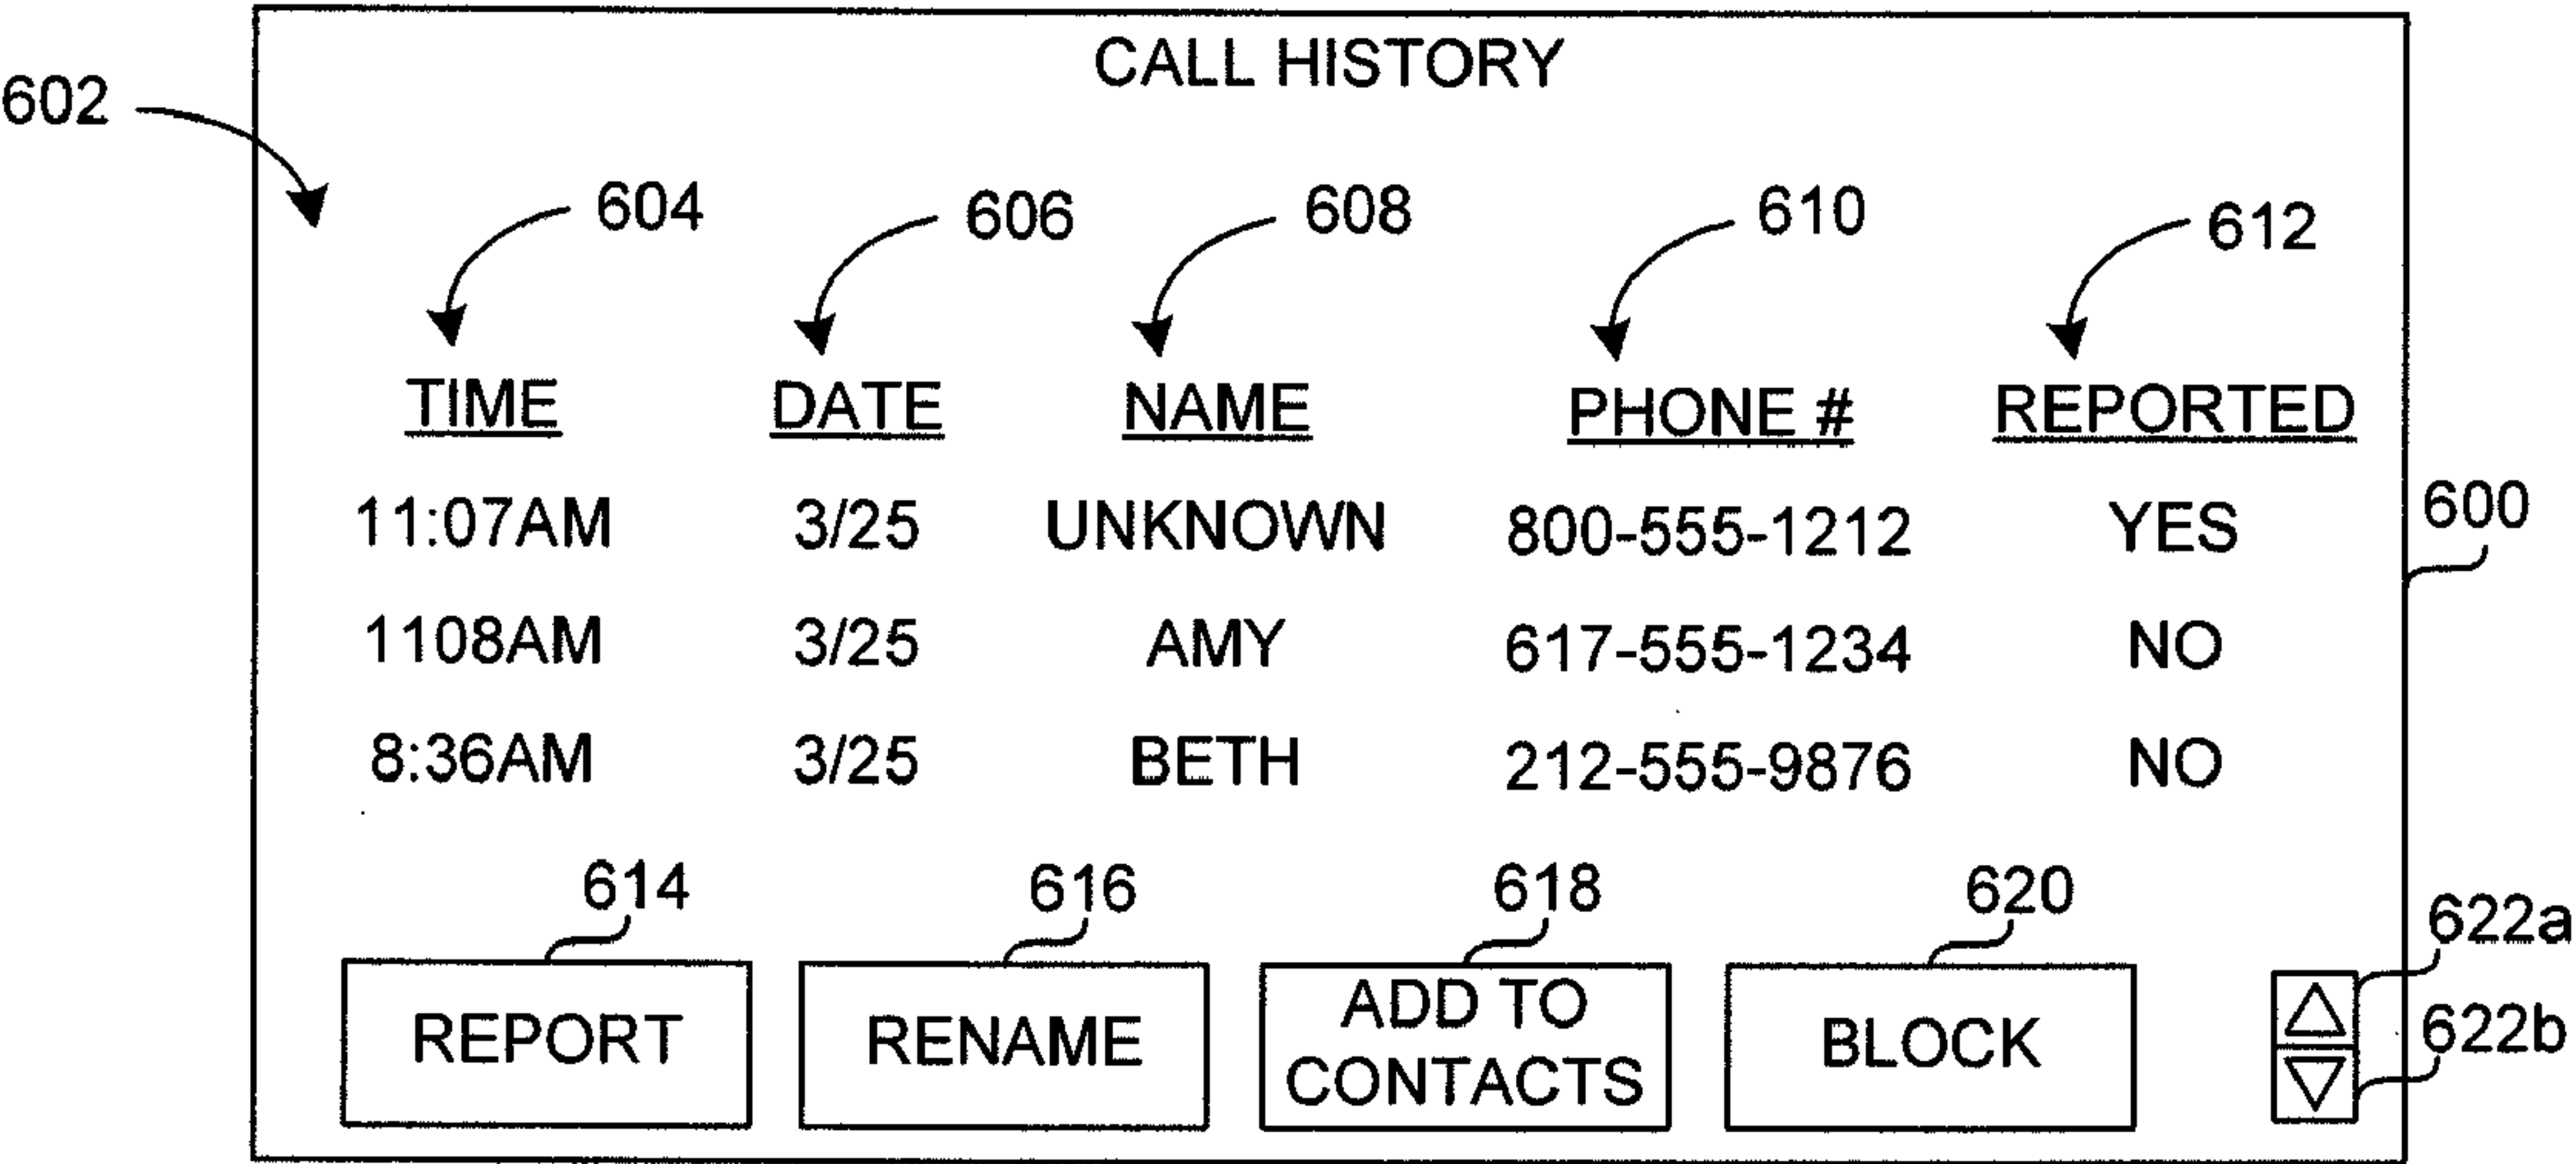 CALL HISTORY
602
604 606 608 610 612
TIME DATE NAME PHONE # REPORTED
11:07AM 3/25 UNKNOWN 800-555-1212 YES
600
1108AM 3/25 AMY 617-555-1234 NO
8:36AM 3/25 BETH 212-555-9876 NO
614 616 618 620
622a
REPORT RENAME ADD TO CONTACTS BLOCK
622b